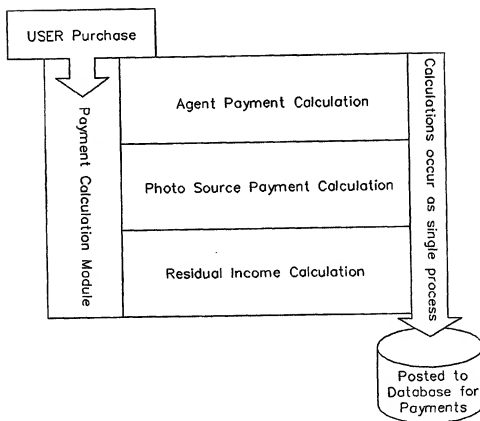 USER Purchase
Payment Calculation Module
Agent Payment Calculation
Photo Source Payment Calculation
Residual Income Calculation
Calculations occur as single process
Posted to
Database for
Payments